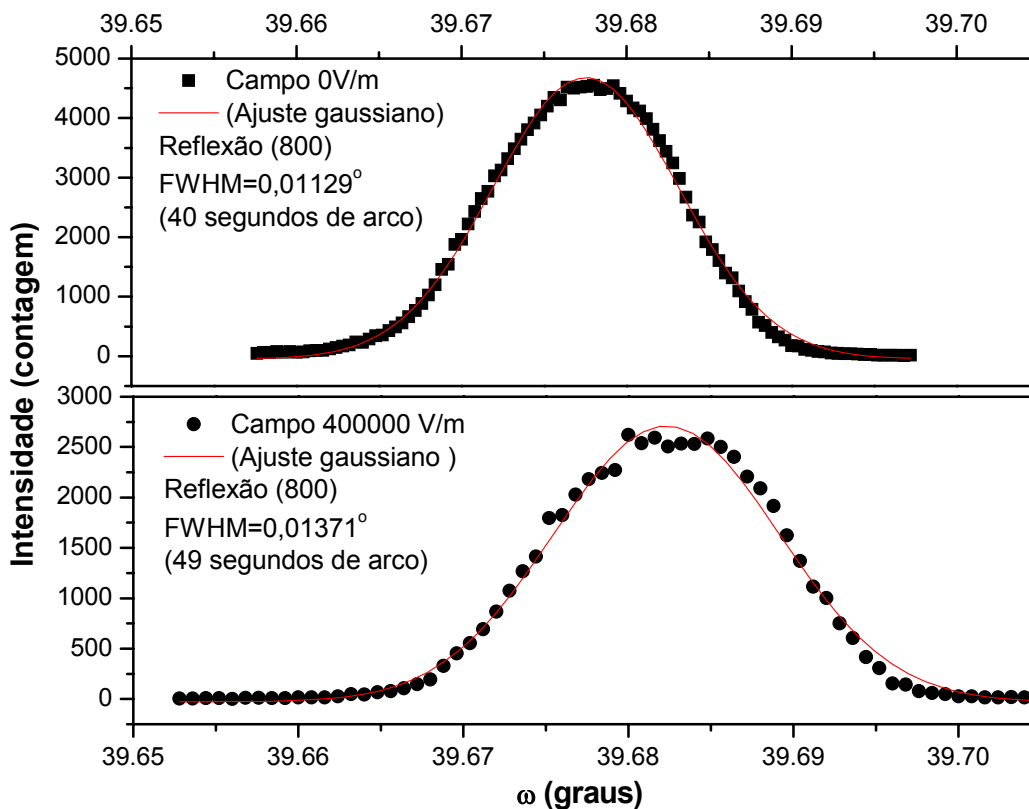 39.65 39.66 39.67 39.68 39.69 39.70
5000
4000
3000
2000
1000
0
Campo 0V/m
(Ajuste gaussiano)
Reflexão (800)
FWHM=0,01129°
(40 segundos de arco)
Intensidade (contagem)
3000
2500
2000
1500
1000
500
0
Campo 400000 V/m
(Ajuste gaussiano )
Reflexão (800)
FWHM=0,01371°
(49 segundos de arco)
39.65 39.66 39.67 39.68 39.69 39.70
ω (graus)